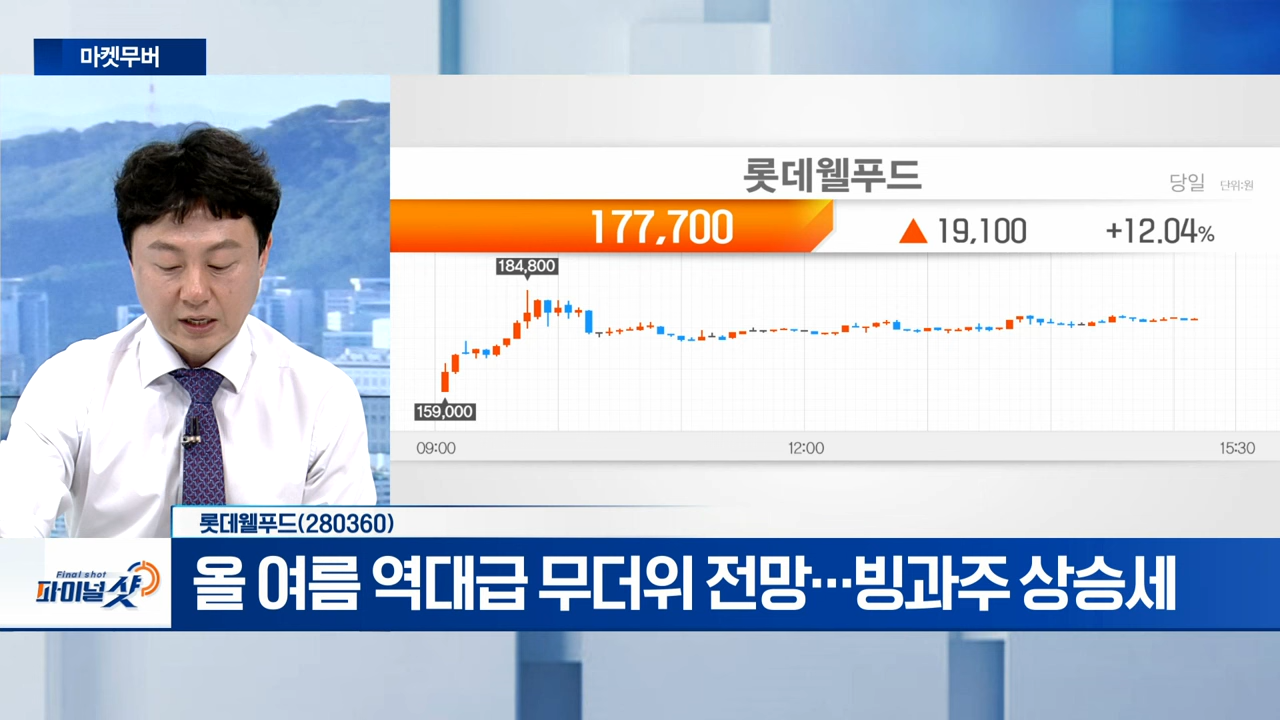 마켓무버
롯데웰푸드
당일 단위:원
177,700 ▲ 19,100 +12.04%
184,800
159,000
09:00 12:00 15:30
롯데웰푸드(280360)
Final shot
파이널샷
올 여름 역대급 무더위 전망…빙과주 상승세